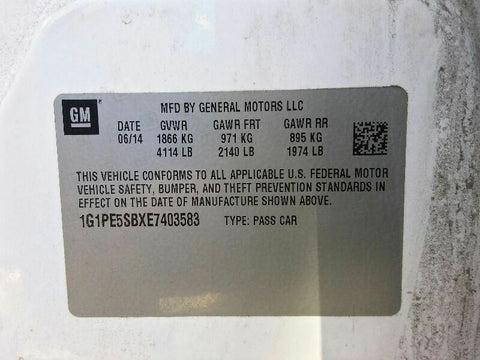 GM
MFD BY GENERAL MOTORS LLC
DATE GVWR GAWR FRT GAWR RR
06/14 1866 KG 971 KG 895 KG
4114 LB 2140 LB 1974 LB
THIS VEHICLE CONFORMS TO ALL APPLICABLE U.S. FEDERAL MOTOR
VEHICLE SAFETY, BUMPER, AND THEFT PREVENTION STANDARDS IN
EFFECT ON THE DATE OF MANUFACTURE SHOWN ABOVE.
1G1PE5SBXE7403583 TYPE: PASS CAR